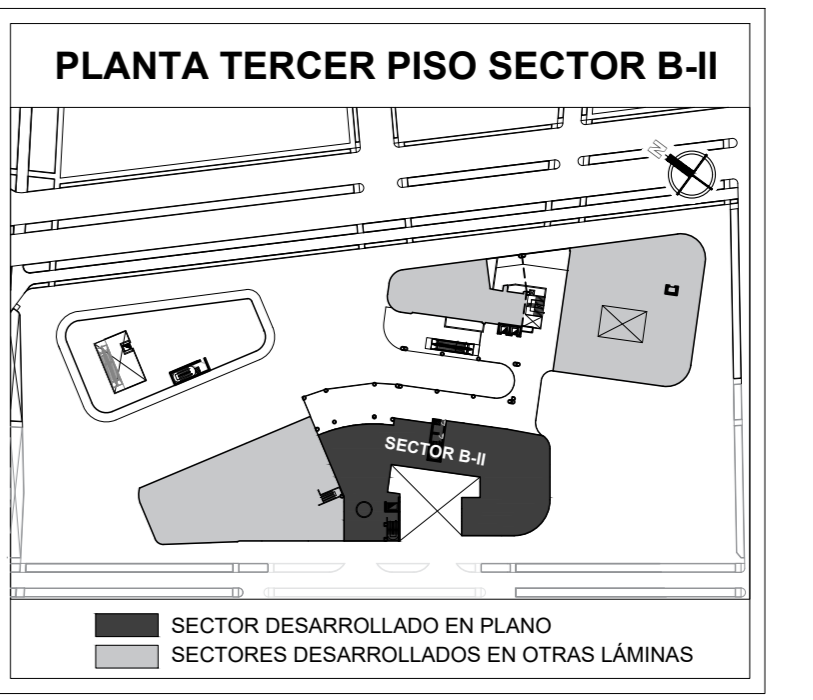 PLANTA TERCER PISO SECTOR B-II
N
SECTOR B-II
SECTOR DESARROLLADO EN PLANO
SECTORES DESARROLLADOS EN OTRAS LÁMINAS